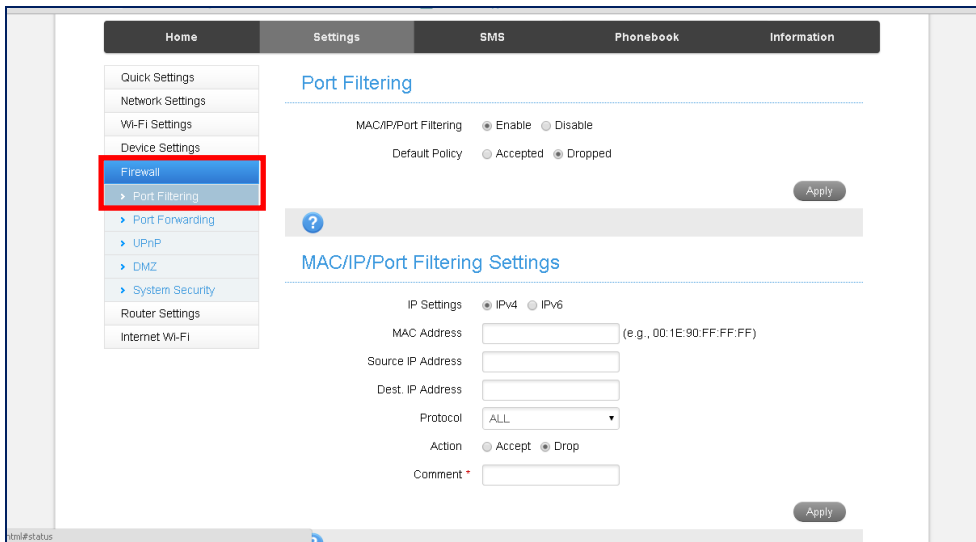 Home Settings SMS Phonebook Information
Quick Settings
Network Settings
Wi-Fi Settings
Device Settings
Firewall
Port Filtering
Port Forwarding
UPnP
DMZ
System Security
Router Settings
Internet Wi-Fi
Port Filtering
MAC/IP/Port Filtering Enable Disable
Default Policy Accepted Dropped
Apply
?
MAC/IP/Port Filtering Settings
IP Settings IPv4 IPv6
MAC Address (e.g., 00:1E:90:FF:FF:FF)
Source IP Address
Dest. IP Address
Protocol ALL
Action Accept Drop
Comment *
Apply
html#status